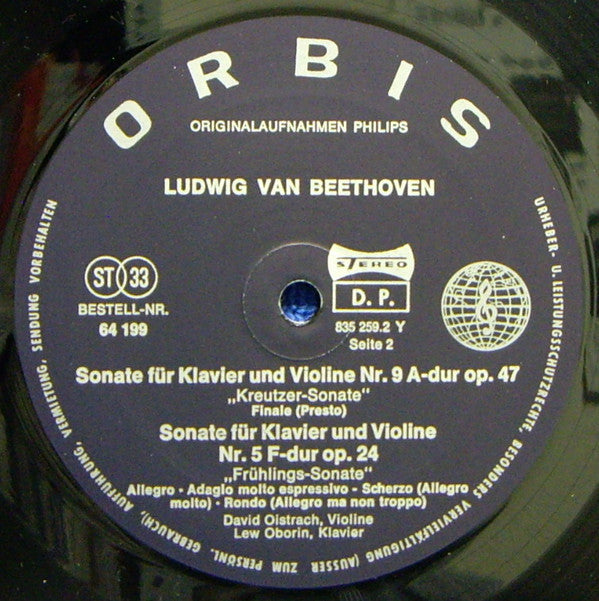 ORBIS
ORIGINALAUFNAHMEN PHILIPS
LUDWIG VAN BEETHOVEN
ST 33
BESTELL-NR.
64 199
STEREO
D. P.
835 259.2 Y
Seite 2
Sonate für Klavier und Violine Nr. 9 A-dur op. 47
„Kreutzer-Sonate“
Finale (Presto)
Sonate für Klavier und Violine
Nr. 5 F-dur op. 24
„Frühlings-Sonate“
Allegro - Adagio molto espressivo - Scherzo (Allegro
molto) - Rondo (Allegro ma non troppo)
David Oistrach, Violine
Lew Oborin, Klavier
URHEBER- U. LEISTUNGSSCHUTZRECHTE, BESONDERS VERVIELFÄLTIGUNG (AUSSER ZUM PERSÖNL. GEBRAUCH), AUFFÜHRUNG, VERMIETUNG, SENDUNG VORBEHALTEN